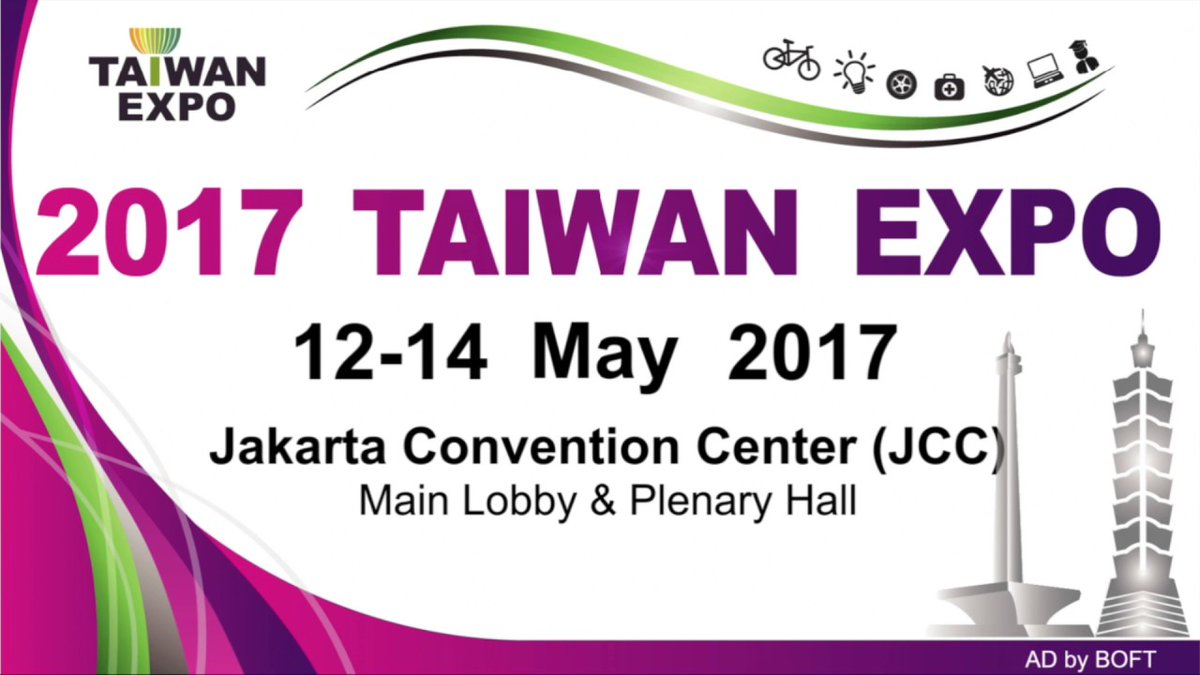 TAIWAN
EXPO
2017 TAIWAN EXPO
12-14 May 2017
Jakarta Convention Center (JCC)
Main Lobby & Plenary Hall
AD by BOFT